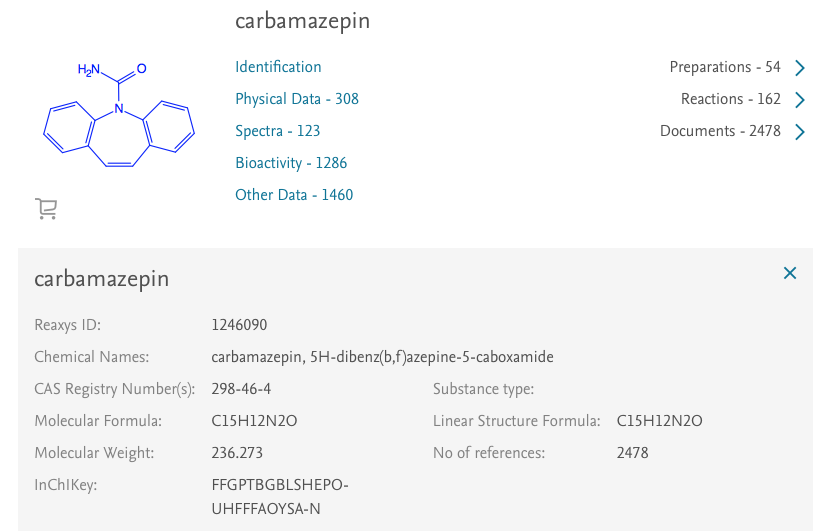 carbamazepin
H2N
O
N
Identification
Preparations - 54
Physical Data - 308
Reactions - 162
Spectra - 123
Documents - 2478
Bioactivity - 1286
Other Data - 1460
carbamazepin
Reaxys ID: 1246090
Chemical Names: carbamazepin, 5H-dibenz(b,f)azepine-5-caboxamide
CAS Registry Number(s): 298-46-4 Substance type:
Molecular Formula: C15H12N2O Linear Structure Formula: C15H12N2O
Molecular Weight: 236.273 No of references: 2478
InChIKey: FFGPTBGBLSHEPO-
UHFFFAOYSA-N